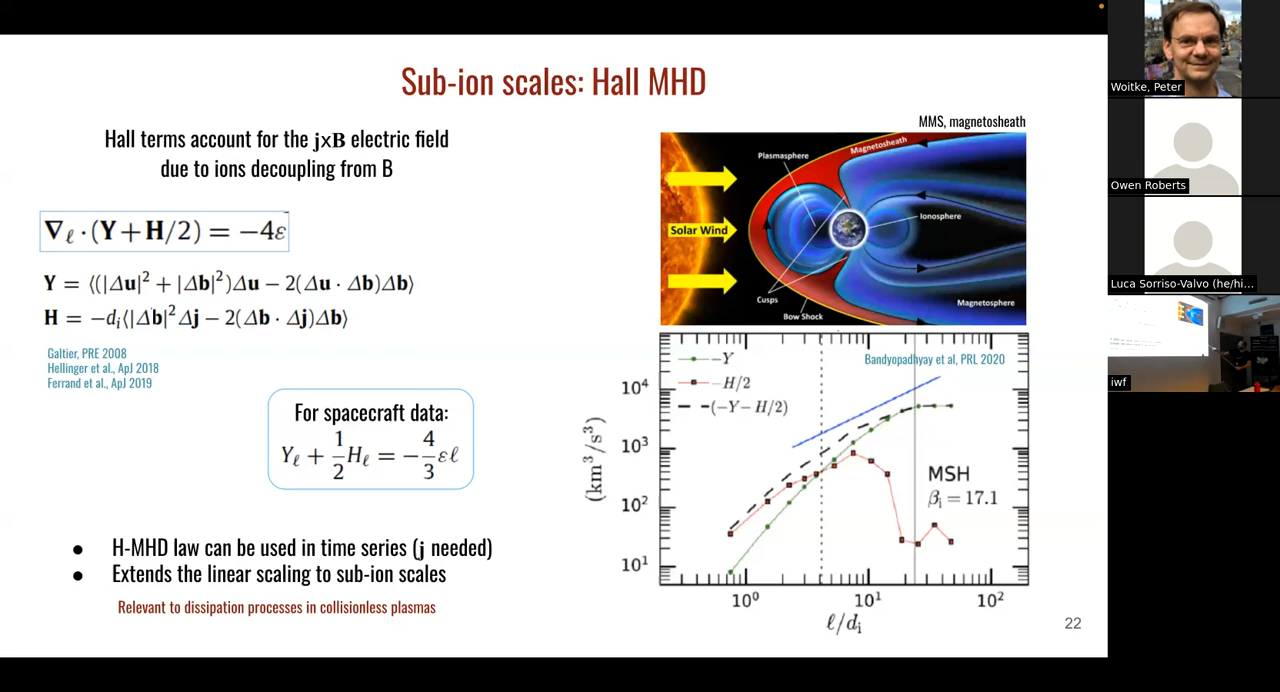 Sub-ion scales: Hall MHD
Hall terms account for the jxB electric field
due to ions decoupling from B
∇ℓ·(Y+H/2) = −4ε
Y = ⟨(|Δu|² + |Δb|²)Δu − 2(Δu · Δb)Δb⟩
H = −dᵢ⟨|Δb|²Δj − 2(Δb · Δj)Δb⟩
Galtier, PRE 2008
Hellinger et al., ApJ 2018
Ferrand et al., ApJ 2019
For spacecraft data:
Yℓ + 1/2 Hℓ = − 4/3 εℓ
● H-MHD law can be used in time series (j needed)
● Extends the linear scaling to sub-ion scales
Relevant to dissipation processes in collisionless plasmas
MMS, magnetosheath
Magnetosheath
Plasmasphere
Ionosphere
Solar Wind
Cusps
Magnetosphere
Bow Shock
Bandyopadhyay et al, PRL 2020
−Y
−H/2
(−Y−H/2)
10⁴
10³
10²
10¹
(km³/s³)
MSH
βᵢ = 17.1
10⁰ 10¹ 10²
ℓ/dᵢ
22
Woitke, Peter
Owen Roberts
Luca Sorriso-Valvo (he/hi...
iwf